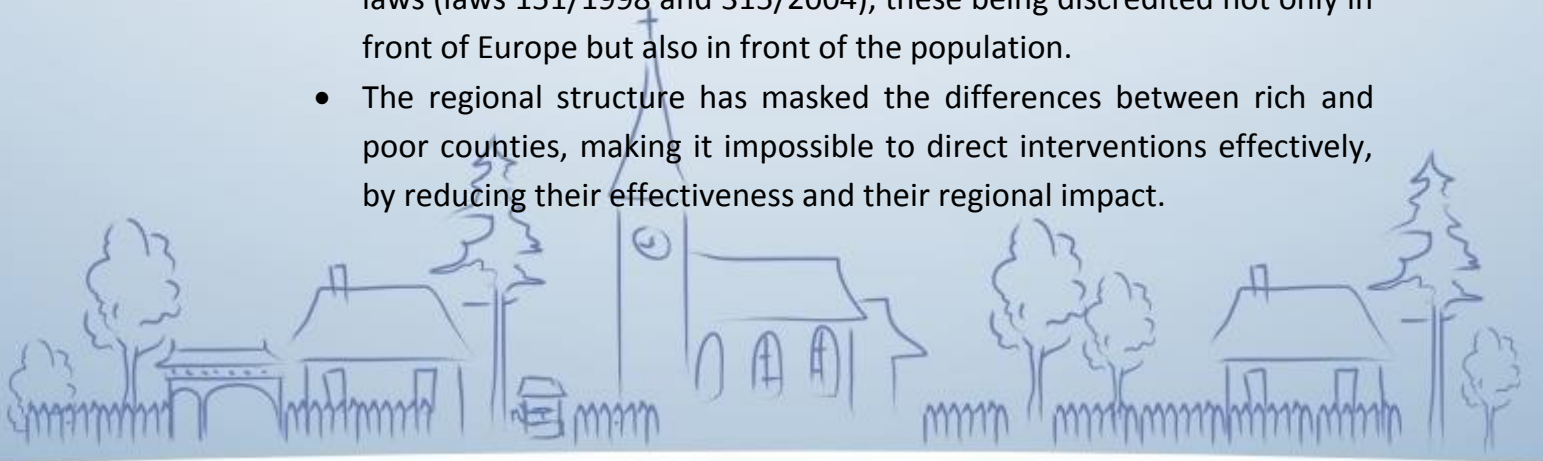 laws (laws 151/1998 and 315/2004), these being discredited not only in
front of Europe but also in front of the population.
• The regional structure has masked the differences between rich and
poor counties, making it impossible to direct interventions effectively,
by reducing their effectiveness and their regional impact.